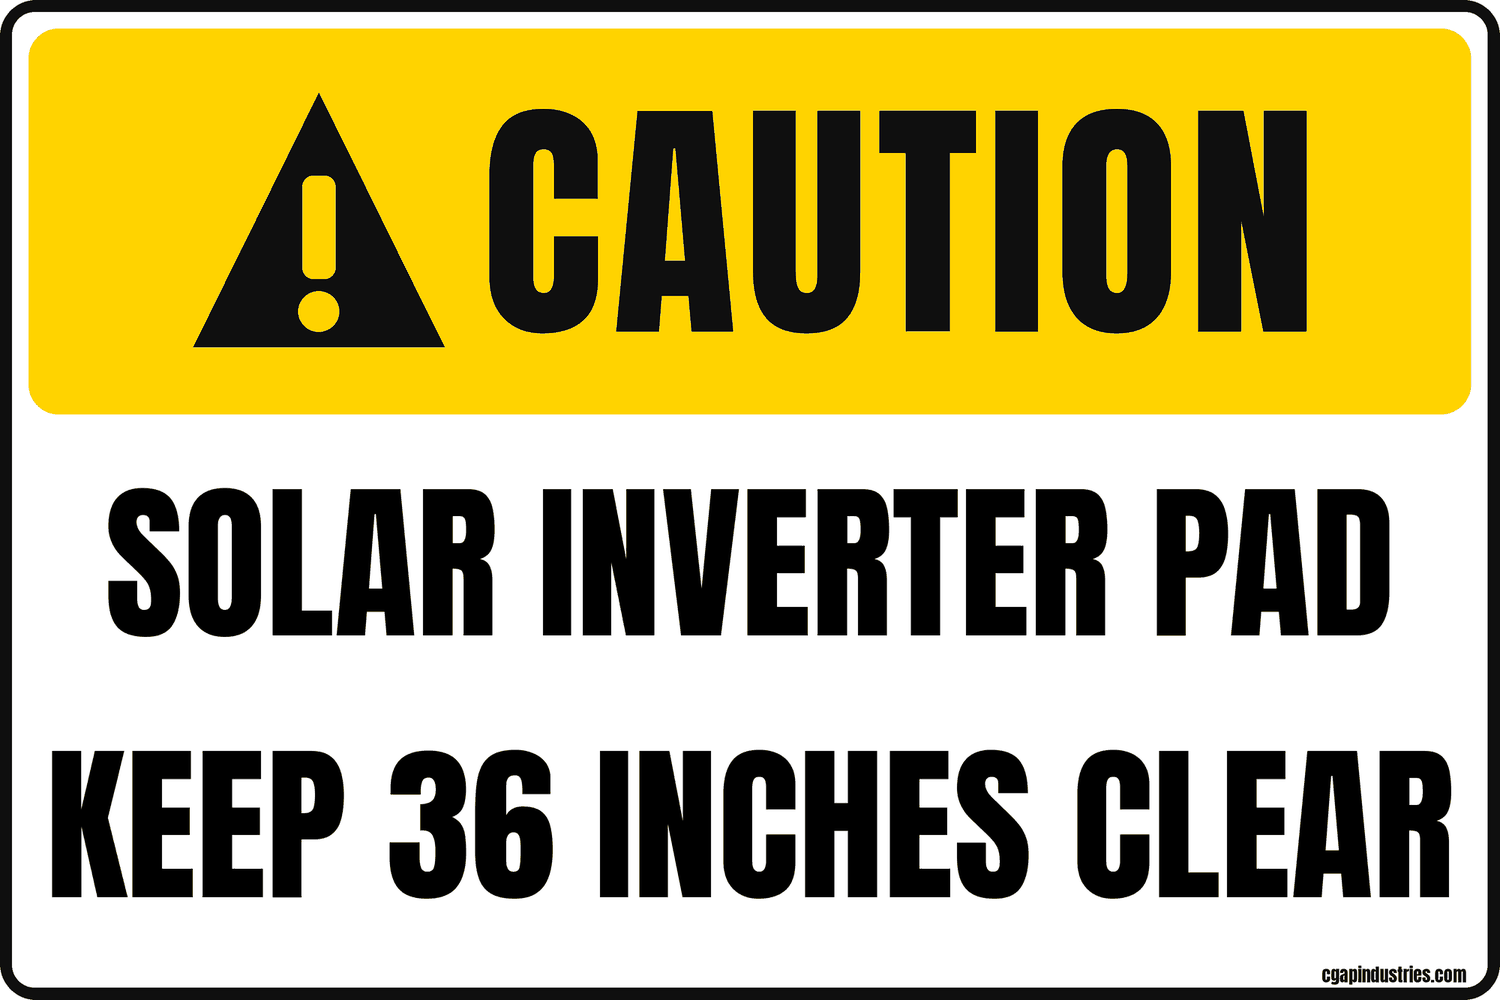 CAUTION
SOLAR INVERTER PAD
KEEP 36 INCHES CLEAR
cgapindustries.com